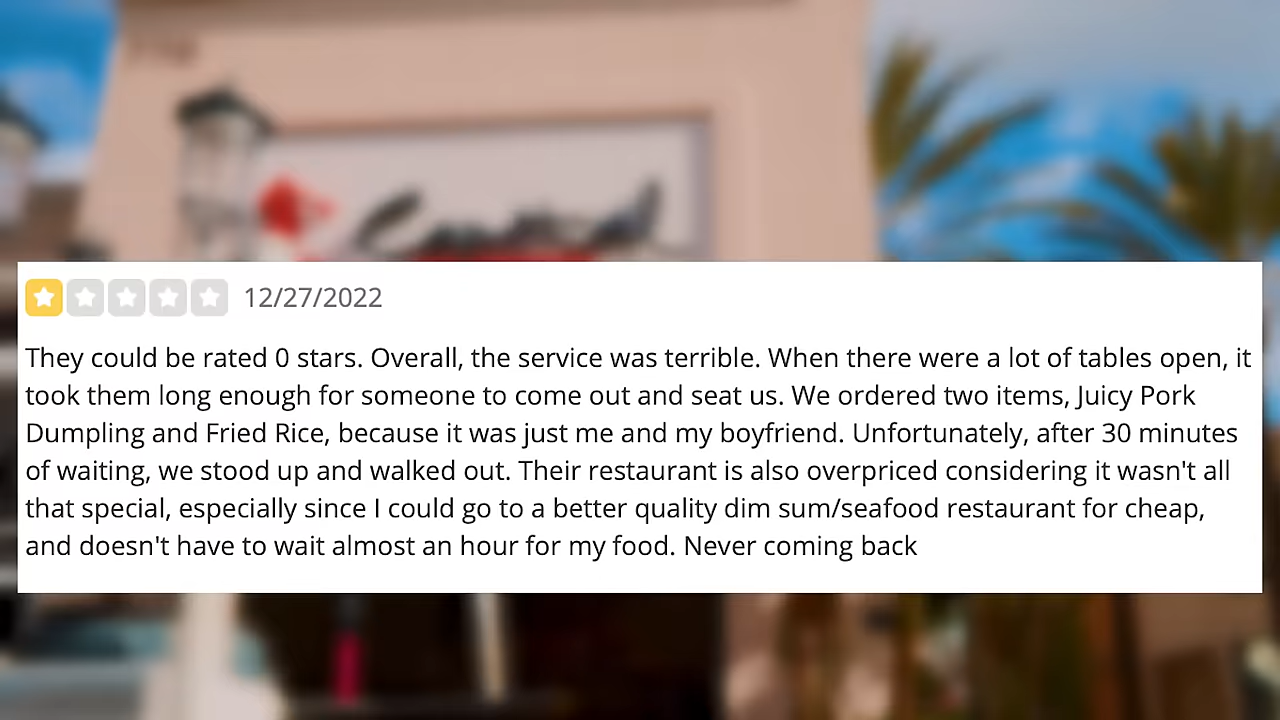 12/27/2022
They could be rated 0 stars. Overall, the service was terrible. When there were a lot of tables open, it
took them long enough for someone to come out and seat us. We ordered two items, Juicy Pork
Dumpling and Fried Rice, because it was just me and my boyfriend. Unfortunately, after 30 minutes
of waiting, we stood up and walked out. Their restaurant is also overpriced considering it wasn't all
that special, especially since I could go to a better quality dim sum/seafood restaurant for cheap,
and doesn't have to wait almost an hour for my food. Never coming back